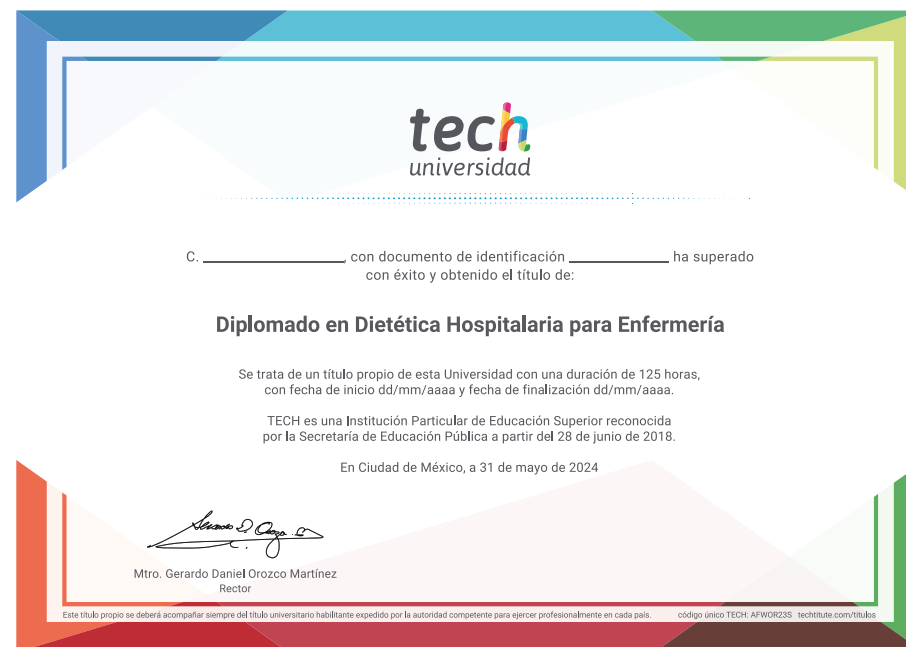 tech
universidad
C. ____________, con documento de identificación ____________ ha superado
con éxito y obtenido el título de:
Diplomado en Dietética Hospitalaria para Enfermería
Se trata de un título propio de esta Universidad con una duración de 125 horas,
con fecha de inicio dd/mm/aaaa y fecha de finalización dd/mm/aaaa.
TECH es una Institución Particular de Educación Superior reconocida
por la Secretaría de Educación Pública a partir del 28 de junio de 2018.
En Ciudad de México, a 31 de mayo de 2024
Mtro. Gerardo Daniel Orozco Martínez
Rector
Este título propio se deberá acompañar siempre del título universitario habilitante expedido por la autoridad competente para ejercer profesionalmente en cada país. código único TECH: AFWOR23S techtitute.com/titulos